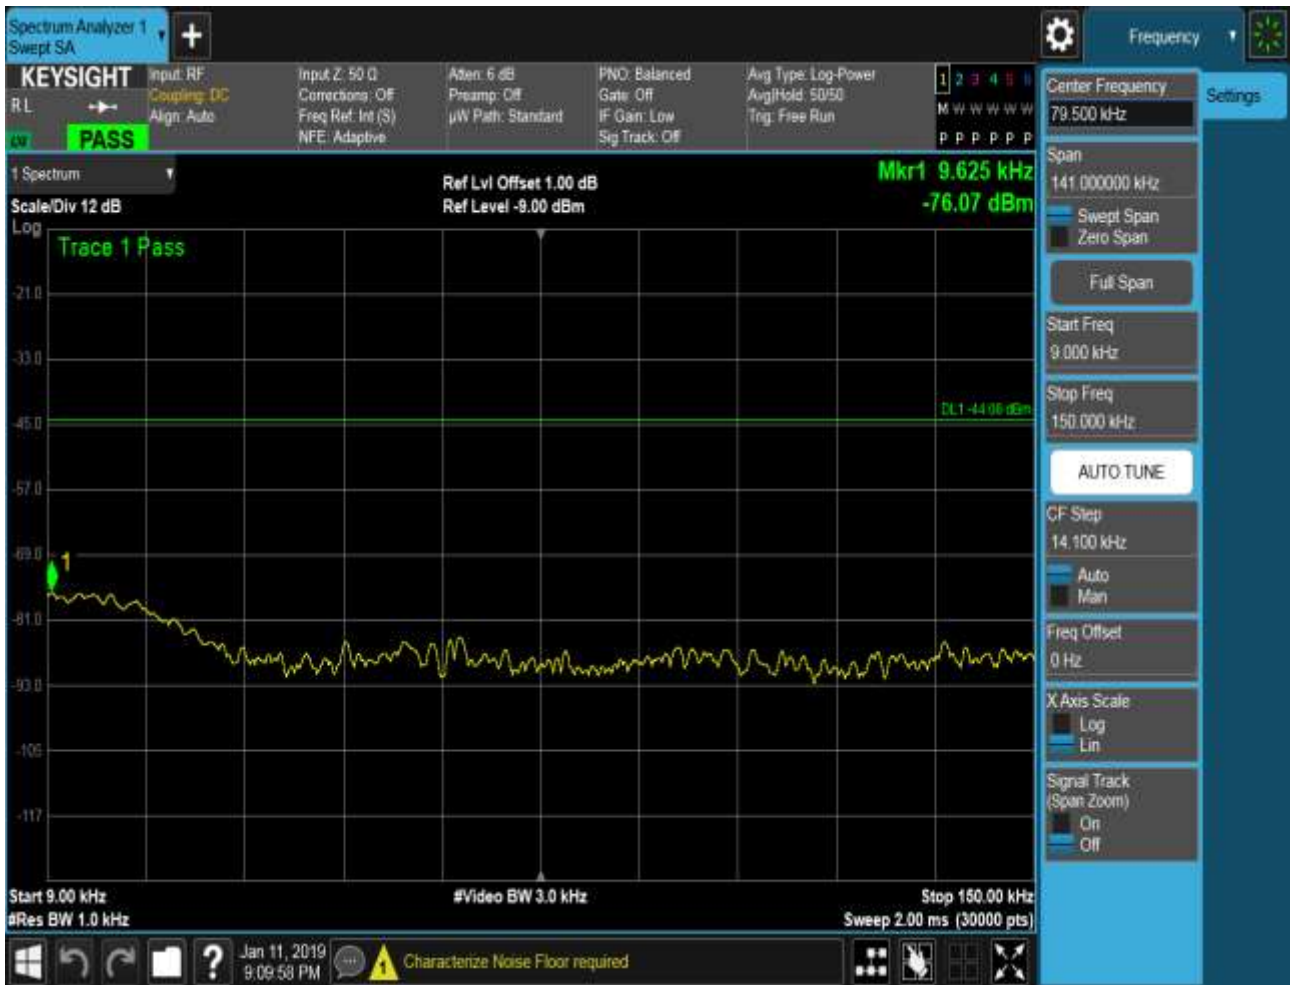 Spectrum Analyzer 1
Swept SA
+
Frequency
KEYSIGHT
R L
LXI
PASS
Input: RF
Coupling: DC
Align: Auto
Input Z: 50 Ω
Corrections: Off
Freq Ref: Int (S)
NFE: Adaptive
Atten: 6 dB
Preamp: Off
µW Path: Standard
PNO: Balanced
Gate: Off
IF Gain: Low
Sig Track: Off
Avg Type: Log-Power
Avg|Hold: 50/50
Trig: Free Run
1 2 3 4 5 6
M W W W W W
P P P P P P
1 Spectrum
Scale/Div 12 dB
Log
Ref Lvl Offset 1.00 dB
Ref Level -9.00 dBm
Mkr1 9.625 kHz
-76.07 dBm
Trace 1 Pass
-21.0
-33.0
DL1 -44.06 dBm
-45.0
-57.0
-69.0
1
-81.0
-93.0
-105
-117
Start 9.00 kHz
#Res BW 1.0 kHz
#Video BW 3.0 kHz
Stop 150.00 kHz
Sweep 2.00 ms (30000 pts)
Center Frequency
79.500 kHz
Span
141.000000 kHz
Swept Span
Zero Span
Full Span
Start Freq
9.000 kHz
Stop Freq
150.000 kHz
AUTO TUNE
CF Step
14.100 kHz
Auto
Man
Freq Offset
0 Hz
X Axis Scale
Log
Lin
Signal Track
(Span Zoom)
On
Off
Settings
?
Jan 11, 2019
9:09:58 PM
1
Characterize Noise Floor required